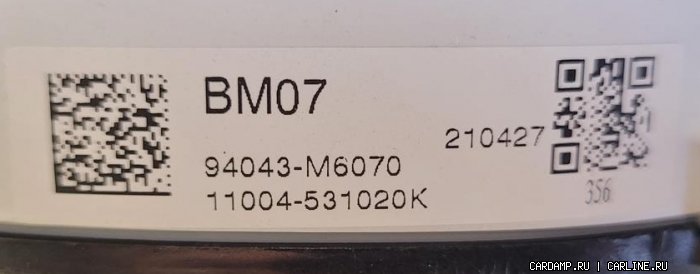 BM07
210427
94043-M6070
11004-531020K
356
CARDAMP.RU | CARLINE.RU